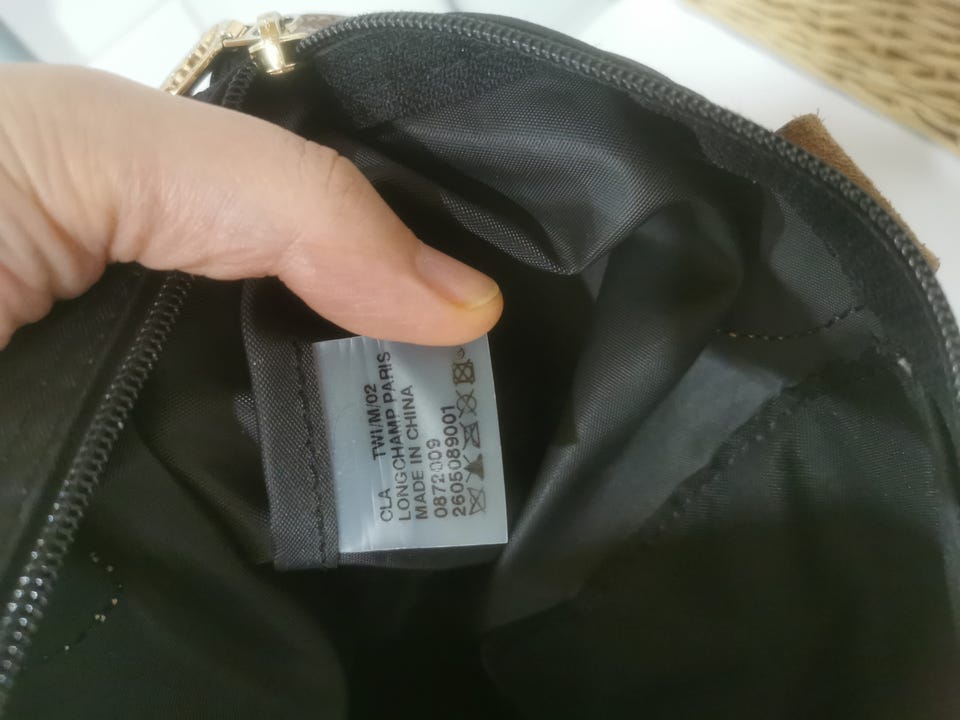 CLA TWI/M/02
LONGCHAMP PARIS
MADE IN CHINA
0872009
2605089001